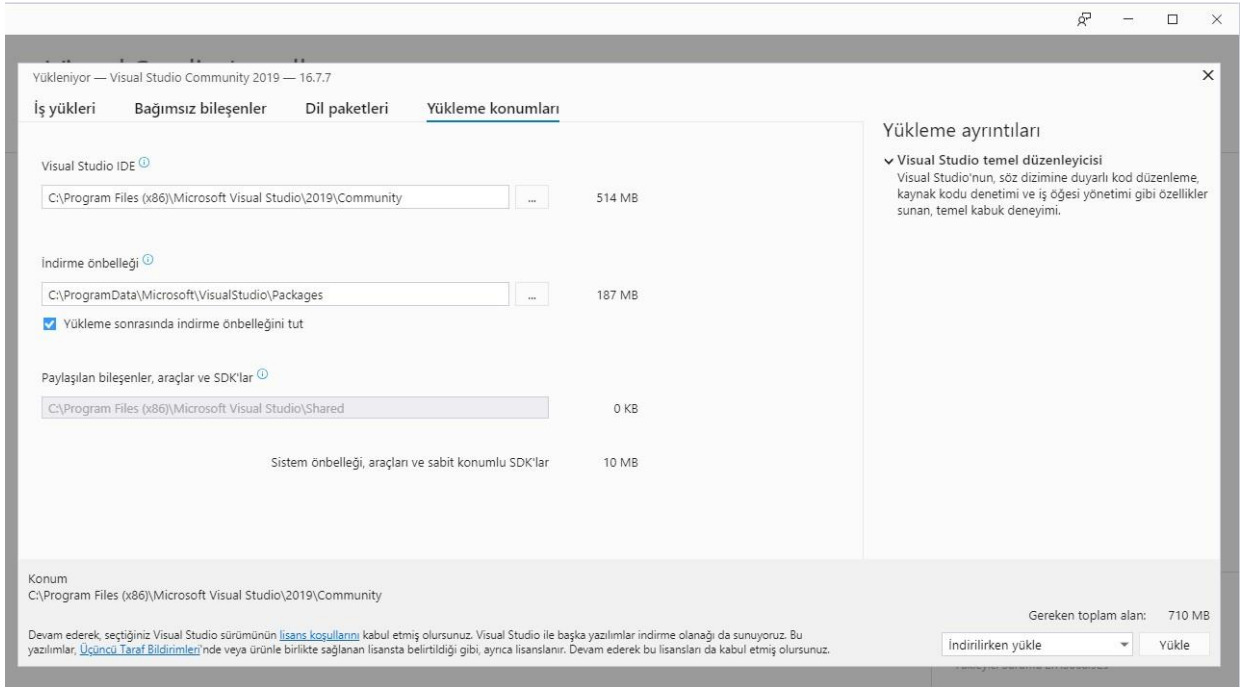 Yükleniyor — Visual Studio Community 2019 — 16.7.7
İş yükleri Bağımsız bileşenler Dil paketleri Yükleme konumları
Visual Studio IDE
C:\Program Files (x86)\Microsoft Visual Studio\2019\Community ... 514 MB
İndirme önbelleği
C:\ProgramData\Microsoft\VisualStudio\Packages ... 187 MB
Yükleme sonrasında indirme önbelleğini tut
Paylaşılan bileşenler, araçlar ve SDK'lar
C:\Program Files (x86)\Microsoft Visual Studio\Shared 0 KB
Sistem önbelleği, araçları ve sabit konumlu SDK'lar 10 MB
Yükleme ayrıntıları
Visual Studio temel düzenleyicisi
Visual Studio'nun, söz dizimine duyarlı kod düzenleme,
kaynak kodu denetimi ve iş öğesi yönetimi gibi özellikler
sunan, temel kabuk deneyimi.
Konum
C:\Program Files (x86)\Microsoft Visual Studio\2019\Community
Devam ederek, seçtiğiniz Visual Studio sürümünün lisans koşullarını kabul etmiş olursunuz. Visual Studio ile başka yazılımlar indirme olanağı da sunuyoruz. Bu
yazılımlar, Üçüncü Taraf Bildirimleri'nde veya ürünle birlikte sağlanan lisansta belirtildiği gibi, ayrıca lisanslanır. Devam ederek bu lisansları da kabul etmiş olursunuz.
Gereken toplam alan: 710 MB
İndirilirken yükle Yükle